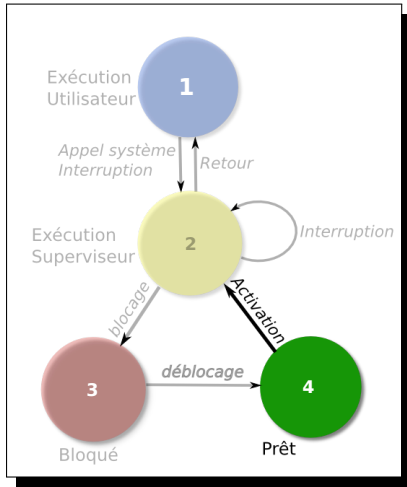 1
Exécution
Utilisateur
Appel système
Interruption
Retour
Exécution
Superviseur
2
Interruption
blocage
Activation
déblocage
3
4
Bloqué
Prêt